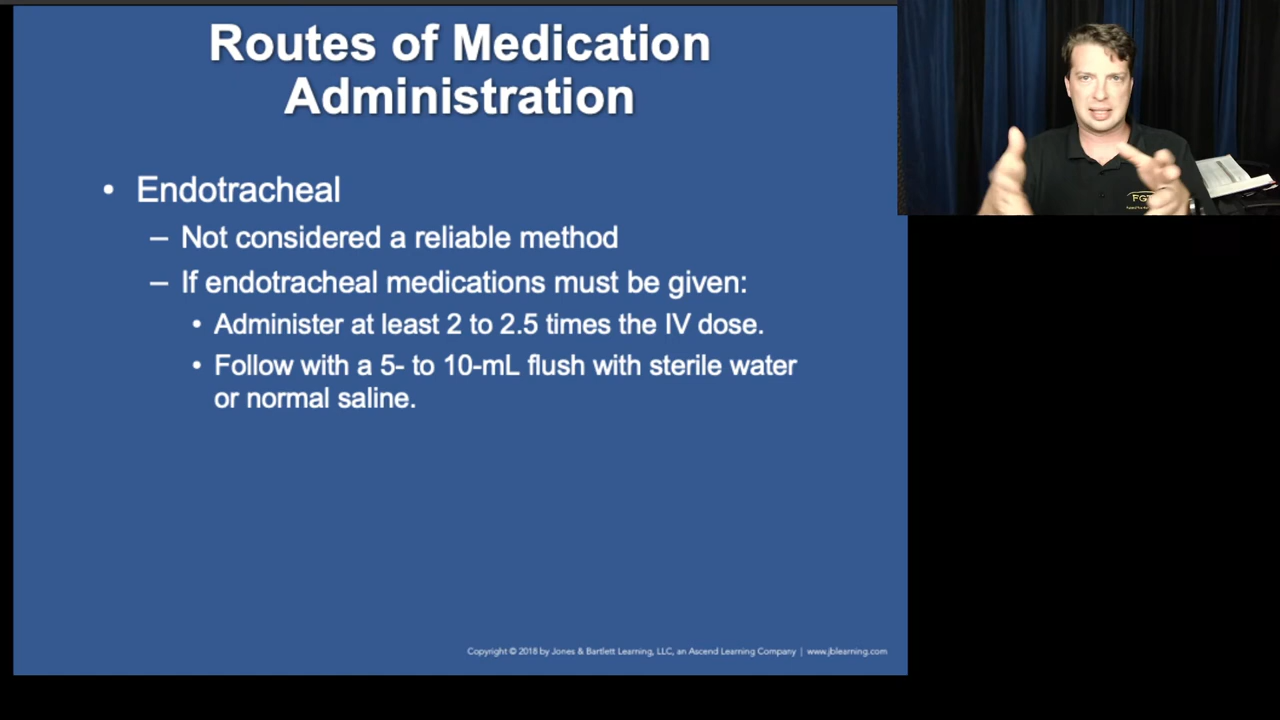 Routes of Medication
Administration
• Endotracheal
– Not considered a reliable method
– If endotracheal medications must be given:
• Administer at least 2 to 2.5 times the IV dose.
• Follow with a 5- to 10-mL flush with sterile water
or normal saline.
Copyright © 2018 by Jones & Bartlett Learning, LLC, an Ascend Learning Company | www.jblearning.com